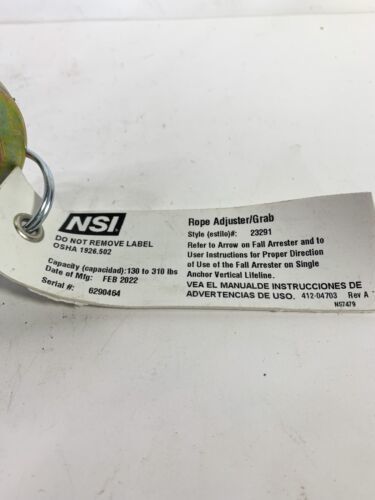 NSI
DO NOT REMOVE LABEL
OSHA 1926.502
Capacity (capacidad):130 to 310 lbs
Date of Mfg: FEB 2022
Serial #: 6290464
Rope Adjuster/Grab
Style (estilo)#: 23291
Refer to Arrow on Fall Arrester and to
User Instructions for Proper Direction
of Use of the Fall Arrester on Single
Anchor Vertical Lifeline.
VEA EL MANUALDE INSTRUCCIONES DE
ADVERTENCIAS DE USO. 412-04703 Rev A
NS7479